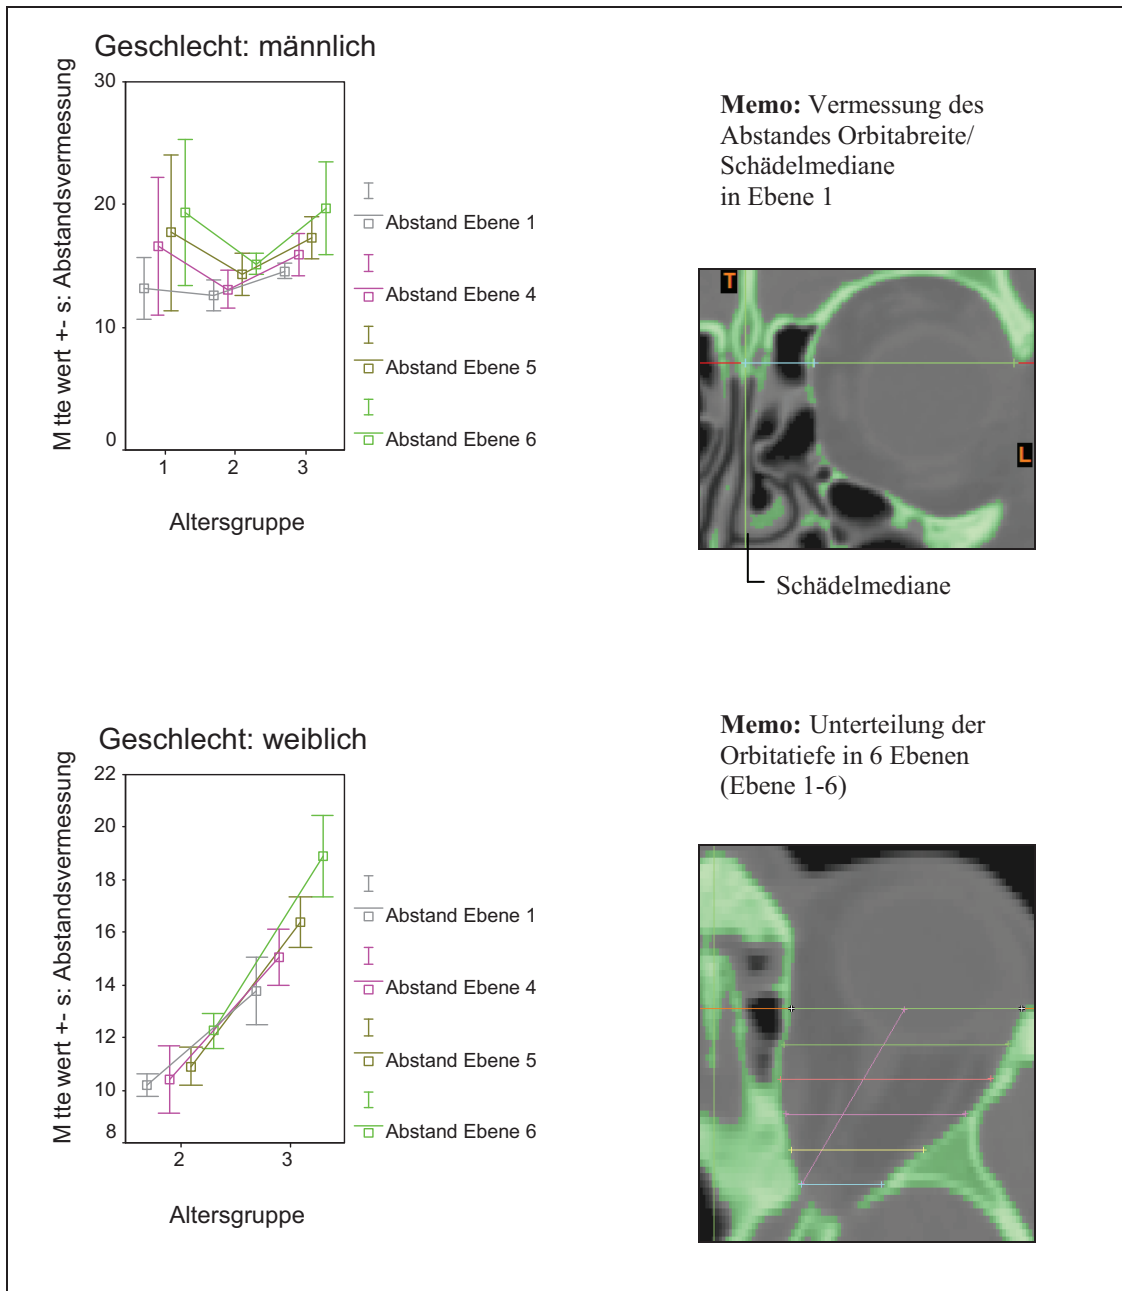 Geschlecht: männlich
M tte wert +- s: Abstandsvermessung
30
20
10
0
1
2
3
Altersgruppe
Abstand Ebene 1
Abstand Ebene 4
Abstand Ebene 5
Abstand Ebene 6
Memo: Vermessung des
Abstandes Orbitabreite/
Schädelmediane
in Ebene 1
T
L
Schädelmediane
Geschlecht: weiblich
M tte wert +- s: Abstandsvermessung
22
20
18
16
14
12
10
8
2
3
Altersgruppe
Abstand Ebene 1
Abstand Ebene 4
Abstand Ebene 5
Abstand Ebene 6
Memo: Unterteilung der
Orbitatiefe in 6 Ebenen
(Ebene 1-6)